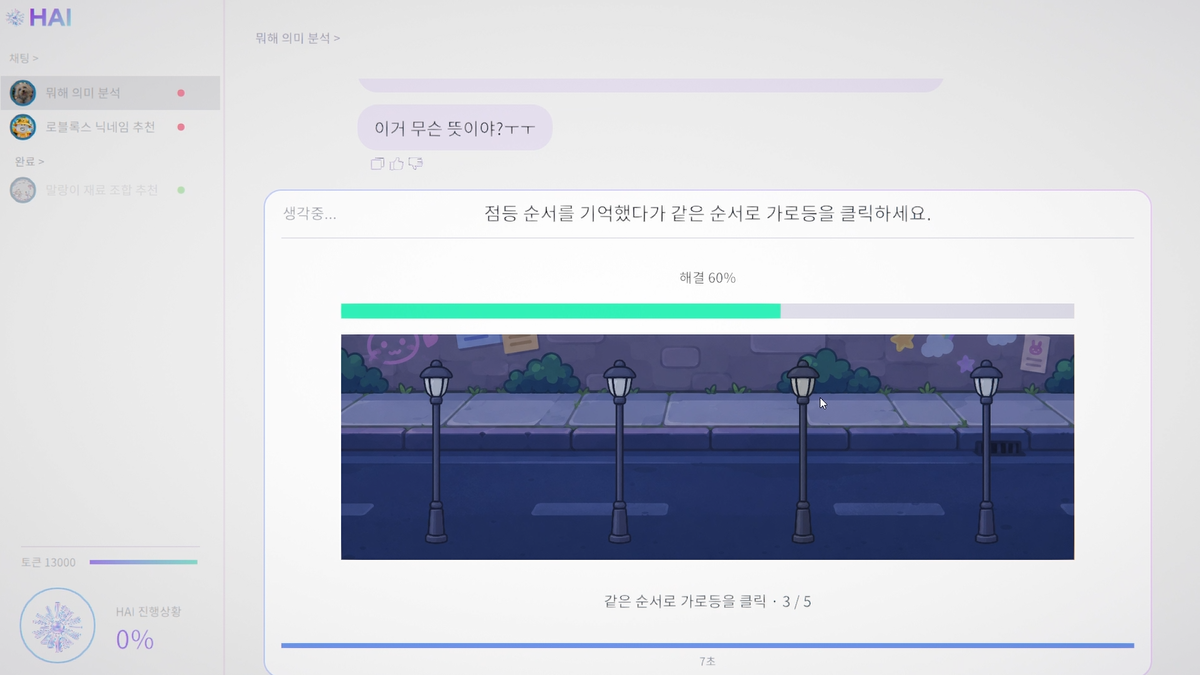 HAI
채팅 >
뭐해 의미 분석
로블록스 닉네임 추천
완료 >
말랑이 재료 조합 추천
토큰 13000
HAI 진행상황
0%
뭐해 의미 분석 >
이거 무슨 뜻이야?ㅜㅜ
생각중...
점등 순서를 기억했다가 같은 순서로 가로등을 클릭하세요.
해결 60%
같은 순서로 가로등을 클릭 · 3 / 5
7초